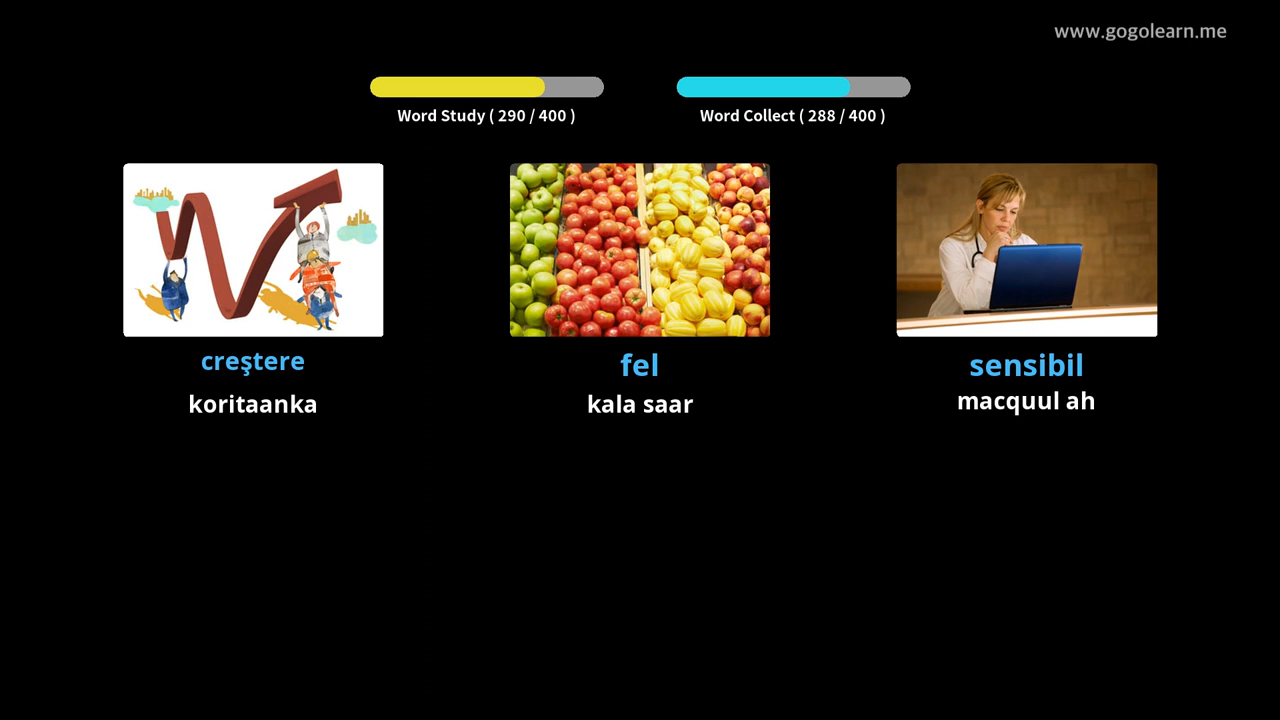 www.gogolearn.me
Word Study ( 290 / 400 )
Word Collect ( 288 / 400 )
creştere
fel
sensibil
koritaanka
kala saar
macquul ah